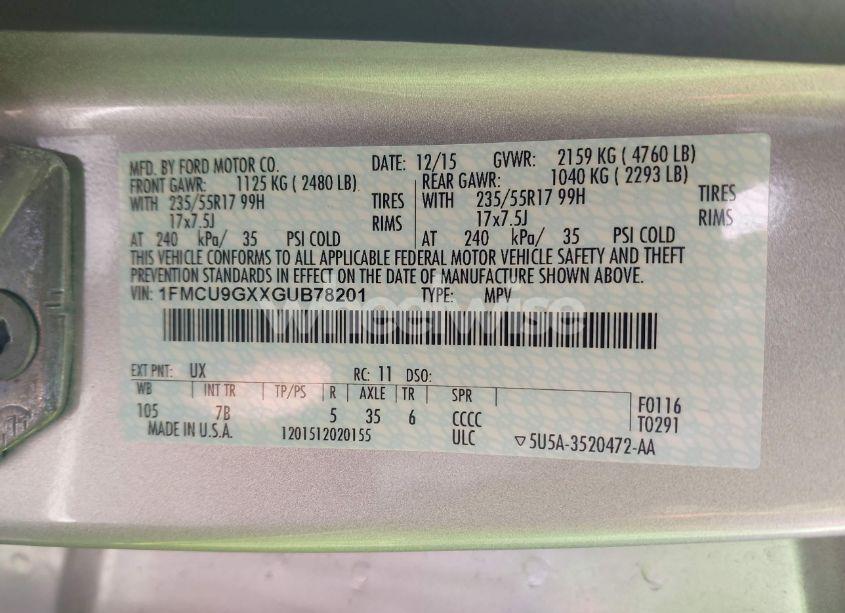 MFD. BY FORD MOTOR CO. DATE: 12/15 GVWR: 2159 KG ( 4760 LB)
FRONT GAWR: 1125 KG ( 2480 LB) REAR GAWR: 1040 KG ( 2293 LB)
WITH 235/55R17 99H TIRES WITH 235/55R17 99H TIRES
17x7.5J RIMS 17x7.5J RIMS
AT 240 kPa/ 35 PSI COLD AT 240 kPa/ 35 PSI COLD
THIS VEHICLE CONFORMS TO ALL APPLICABLE FEDERAL MOTOR VEHICLE SAFETY AND THEFT
PREVENTION STANDARDS IN EFFECT ON THE DATE OF MANUFACTURE SHOWN ABOVE.
VIN: 1FMCU9GXXGUB78201 TYPE: MPV
wheelwise
EXT PNT: UX RC: 11 DSO:
WB INT TR TP/PS R AXLE TR SPR
105 7B 5 35 6 CCCC F0116
MADE IN U.S.A. 1201512020155 ULC T0291
▽5U5A-3520472-AA